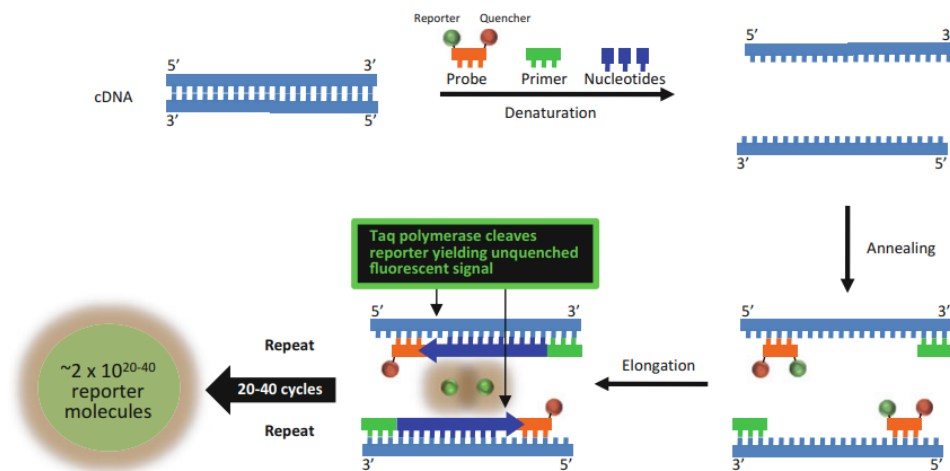 Reporter
Quencher
Probe
Primer
Nucleotides
Denaturation
cDNA
5’
3’
3’
5’
5’
3’
3’
5’
Annealing
Taq polymerase cleaves
reporter yielding unquenched
fluorescent signal
5’
3’
5’
3’
Elongation
Repeat
20-40 cycles
Repeat
~2 x 10²⁰⁻⁴⁰
reporter
molecules
3’
5’
3’
5’